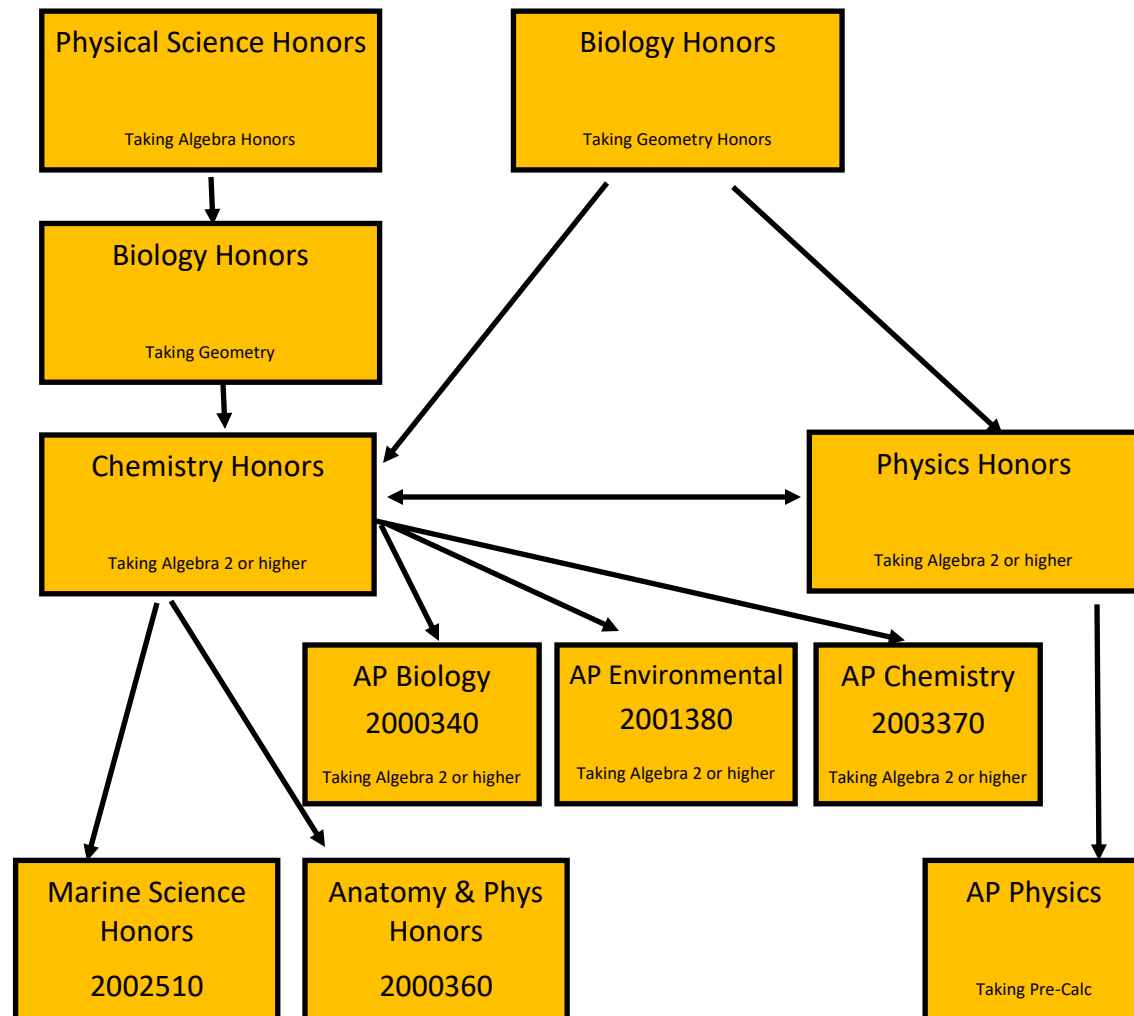 Physical Science Honors
Taking Algebra Honors
Biology Honors
Taking Geometry Honors
Biology Honors
Taking Geometry
Chemistry Honors
Taking Algebra 2 or higher
Physics Honors
Taking Algebra 2 or higher
AP Biology
2000340
Taking Algebra 2 or higher
AP Environmental
2001380
Taking Algebra 2 or higher
AP Chemistry
2003370
Taking Algebra 2 or higher
Marine Science
Honors
2002510
Anatomy & Phys
Honors
2000360
AP Physics
Taking Pre-Calc